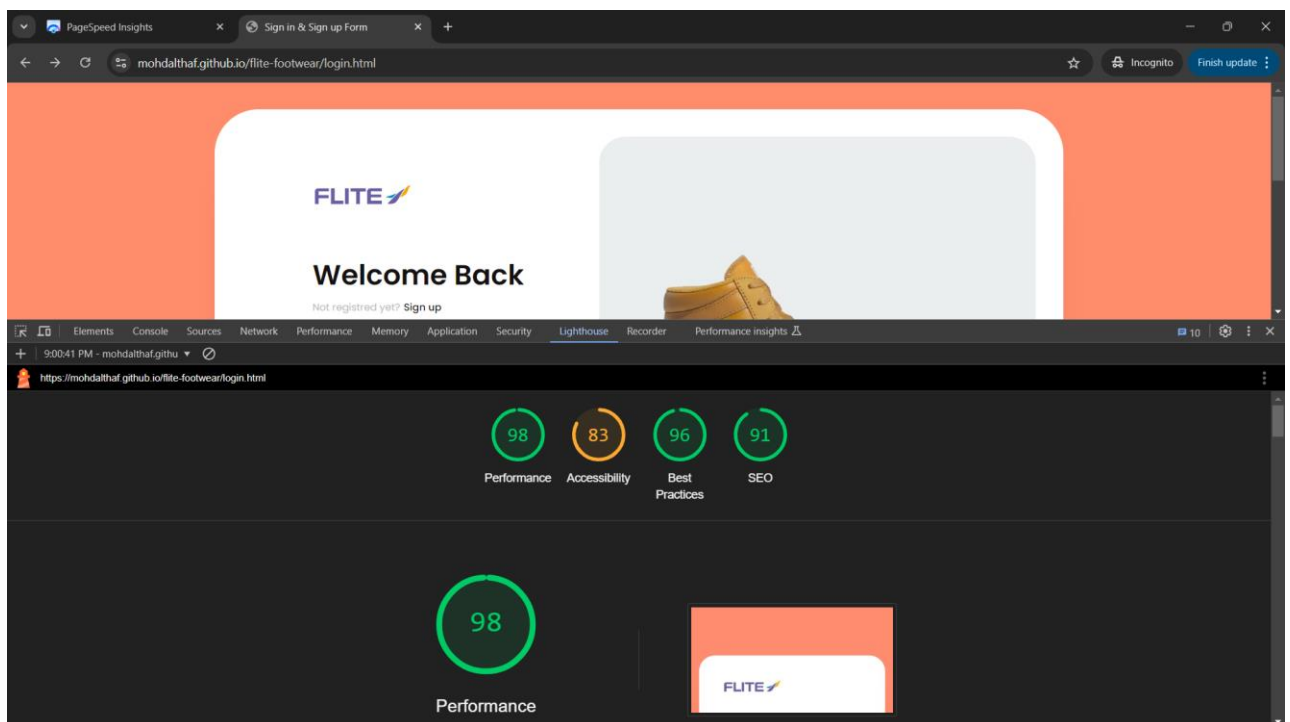 PageSpeed Insights
Sign in & Sign up Form
mohdalthaf.github.io/flite-footwear/login.html
Incognito
Finish update
FLITE
Welcome Back
Not registred yet? Sign up
Elements Console Sources Network Performance Memory Application Security Lighthouse Recorder Performance insights
10
9:00:41 PM - mohdalthaf.githu
https://mohdalthaf.github.io/flite-footwear/login.html
98 83 96 91
Performance Accessibility Best Practices SEO
98
Performance
FLITE